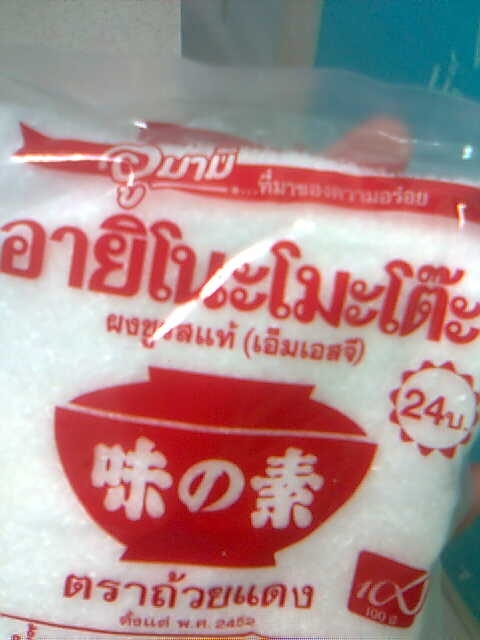 อูมามิ
....ที่มาของความอร่อย
อายิโนะโมะโต๊ะ
ผงชูรสแท้ (เอ็มเอสจี)
24บ.
味の素
ตราถ้วยแดง
ตั้งแต่ พ.ศ. 2452
100 ส